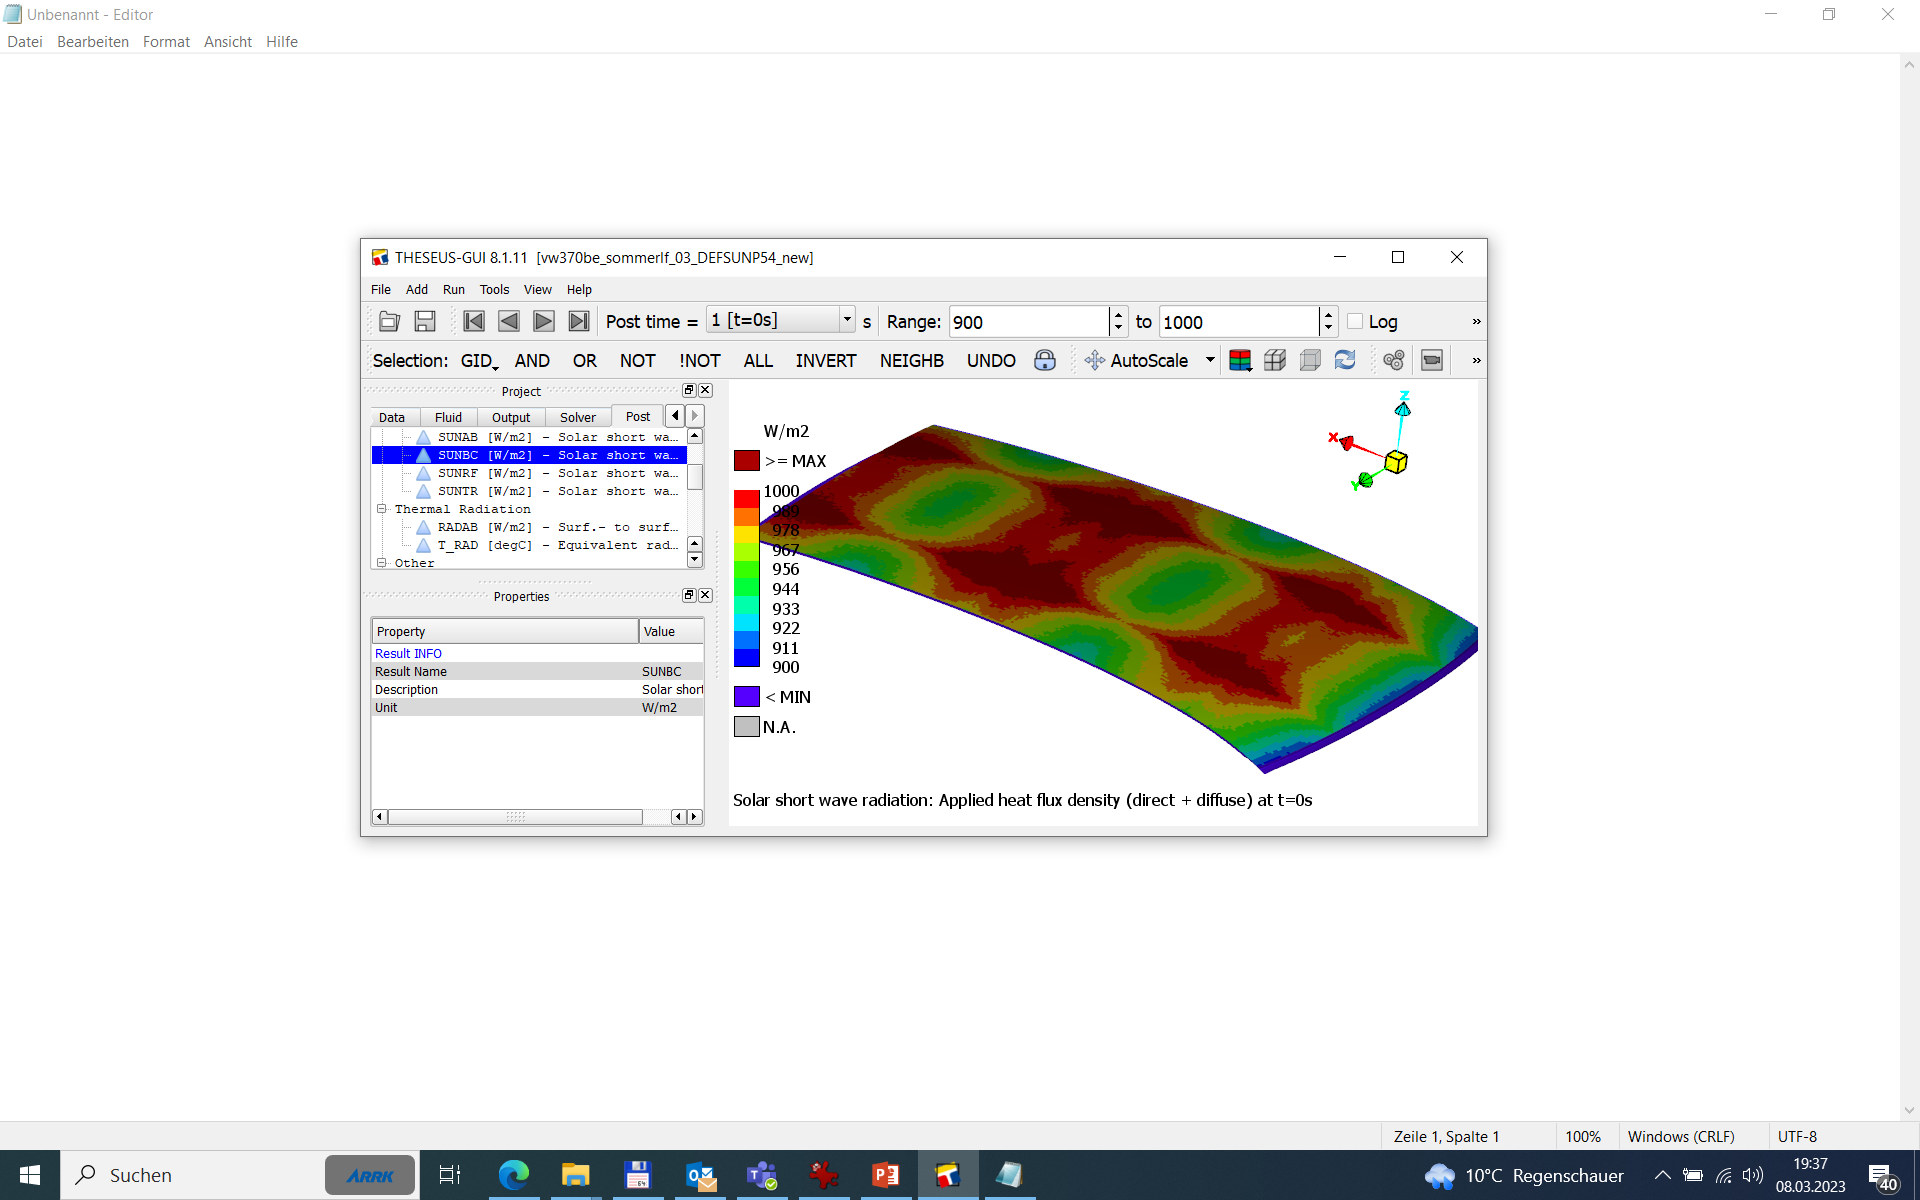 Unbenannt - Editor
Datei Bearbeiten Format Ansicht Hilfe
THESEUS-GUI 8.1.11 [vw370be_sommerlf_03_DEFSUNP54_new]
File Add Run Tools View Help
Post time = 1 [t=0s] s Range: 900 to 1000 Log »
Selection: GID AND OR NOT !NOT ALL INVERT NEIGHB UNDO AutoScale »
Project
Data Fluid Output Solver Post
SUNAB [W/m2] - Solar short wa...
SUNBC [W/m2] - Solar short wa...
SUNRF [W/m2] - Solar short wa...
SUNTR [W/m2] - Solar short wa...
Thermal Radiation
RADAB [W/m2] - Surf.- to surf...
T_RAD [degC] - Equivalent rad...
Other
Properties
Property Value
Result INFO
Result Name SUNBC
Description Solar short
Unit W/m2
W/m2
>= MAX
1000
989
978
967
956
944
933
922
911
900
< MIN
N.A.
X
Y
Z
Solar short wave radiation: Applied heat flux density (direct + diffuse) at t=0s
Zeile 1, Spalte 1 100% Windows (CRLF) UTF-8
Suchen ARRK 10°C Regenschauer 19:37
08.03.2023 40